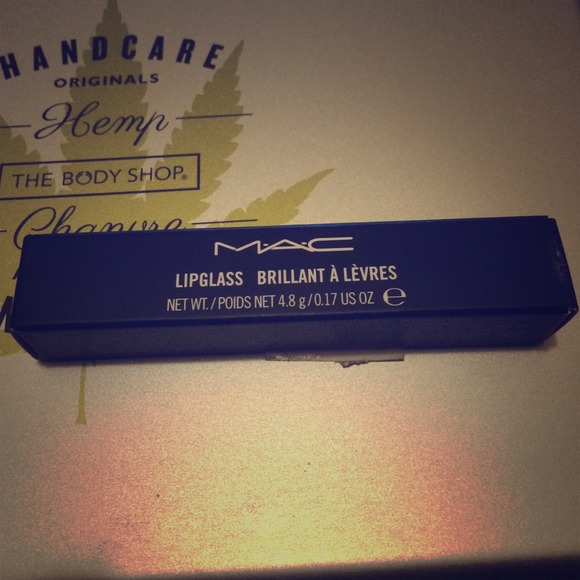 HANDCARE
ORIGINALS
Hemp
THE BODY SHOP®
Chanvre
M·A·C
LIPGLASS BRILLANT À LÈVRES
NET WT./POIDS NET 4.8 g/0.17 US OZ ℮